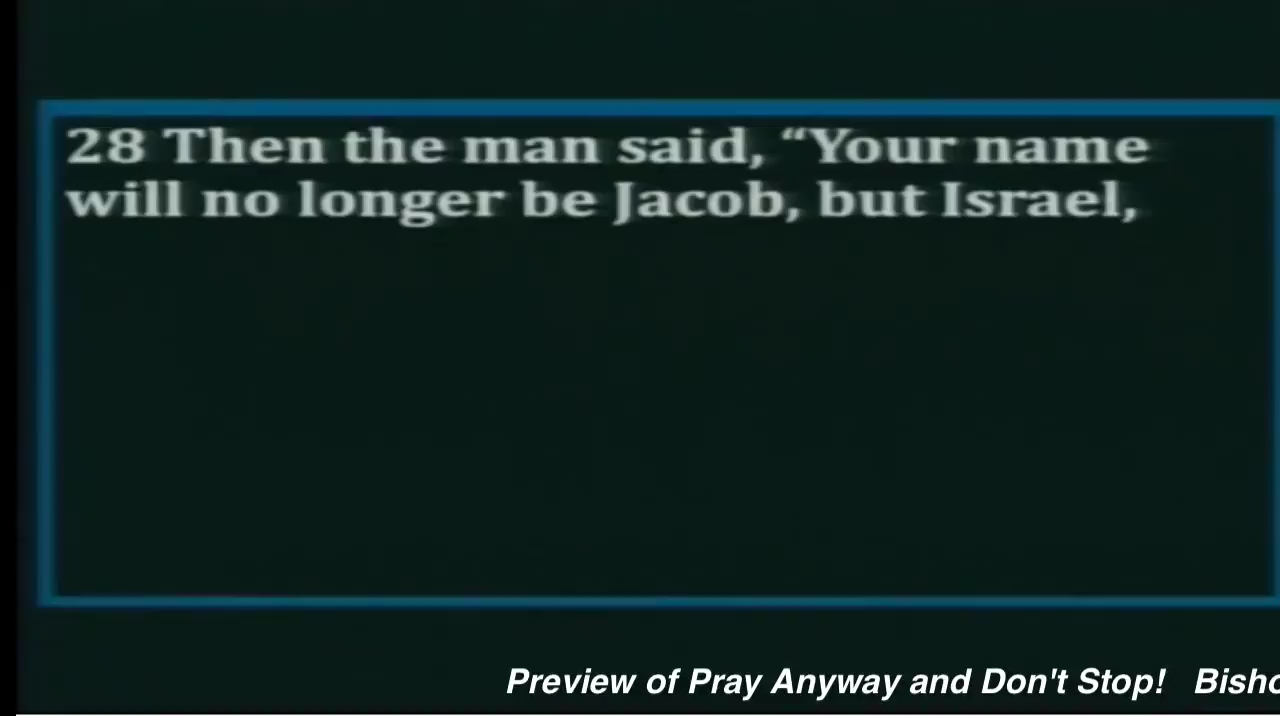 28 Then the man said, “Your name
will no longer be Jacob, but Israel,
Preview of Pray Anyway and Don't Stop! Bisho